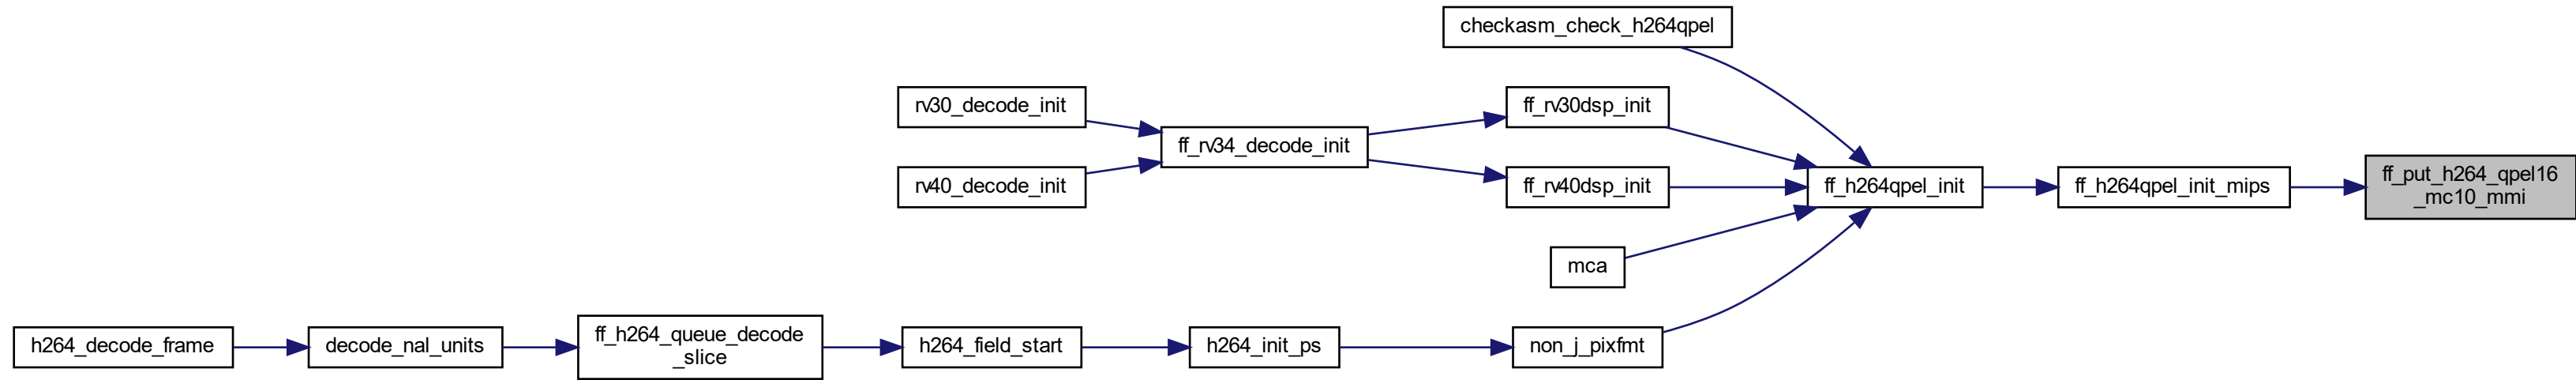 checkasm_check_h264qpel
rv30_decode_init
ff_rv30dsp_init
ff_rv34_decode_init
ff_put_h264_qpel16
_mc10_mmi
rv40_decode_init
ff_rv40dsp_init
ff_h264qpel_init
ff_h264qpel_init_mips
mca
h264_decode_frame
decode_nal_units
ff_h264_queue_decode
_slice
h264_field_start
h264_init_ps
non_j_pixfmt